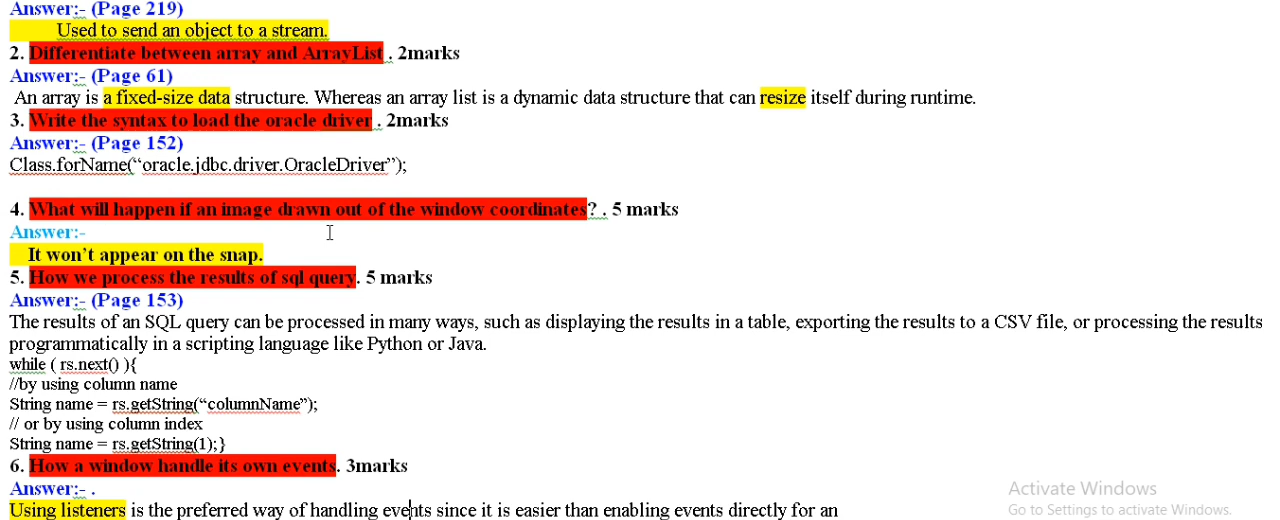 Answer:- (Page 219)
Used to send an object to a stream.
2. Differentiate between array and ArrayList . 2marks
Answer:- (Page 61)
An array is a fixed-size data structure. Whereas an array list is a dynamic data structure that can resize itself during runtime.
3. Write the syntax to load the oracle driver . 2marks
Answer:- (Page 152)
Class.forName(“oracle.jdbc.driver.OracleDriver”);
4. What will happen if an image drawn out of the window coordinates? . 5 marks
Answer:-
It won’t appear on the snap.
5. How we process the results of sql query. 5 marks
Answer:- (Page 153)
The results of an SQL query can be processed in many ways, such as displaying the results in a table, exporting the results to a CSV file, or processing the results
programmatically in a scripting language like Python or Java.
while ( rs.next() ){
//by using column name
String name = rs.getString(“columnName”);
// or by using column index
String name = rs.getString(1);}
6. How a window handle its own events. 3marks
Answer:- .
Using listeners is the preferred way of handling events since it is easier than enabling events directly for an
Activate Windows
Go to Settings to activate Windows.